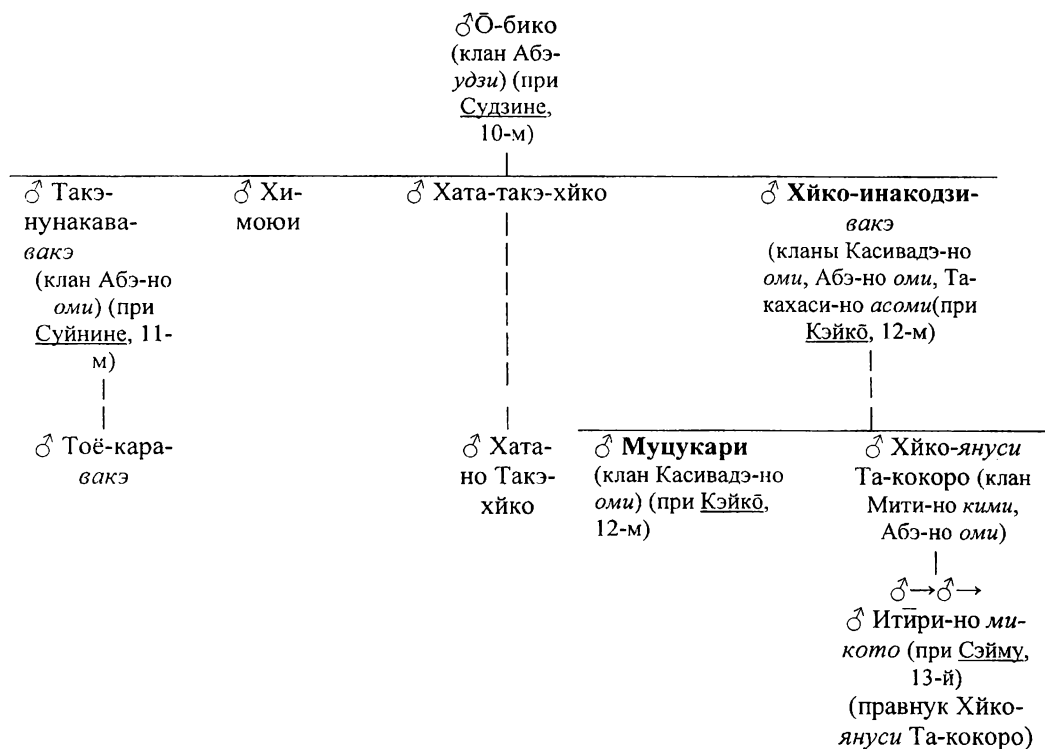 ♂Ō-бико
(клан Абэ-
удзи) (при
Судзине,
10-м)
♂ Такэ-
нунакава-
вакэ
(клан Абэ-но
оми) (при
Суйнине, 11-
м)
♂ Хи-
моюи
♂ Хата-такэ-хйко
♂ Хйко-инакодзи-
вакэ
(кланы Касивадэ-но
оми, Абэ-но оми, Та-
кахаси-но асоми(при
Кэйкō, 12-м)
♂ Тоё-кара-
вакэ
♂ Хата-
но Такэ-
хйко
♂ Муцукари
(клан Касивадэ-но
оми) (при Кэйкō,
12-м)
♂ Хйко-януси
Та-кокоро (клан
Мити-но кими,
Абэ-но оми)
♂→♂→
♂ Итӣри-но ми-
кото (при Сэйму,
13-й)
(правнук Хйко-
януси Та-кокоро)